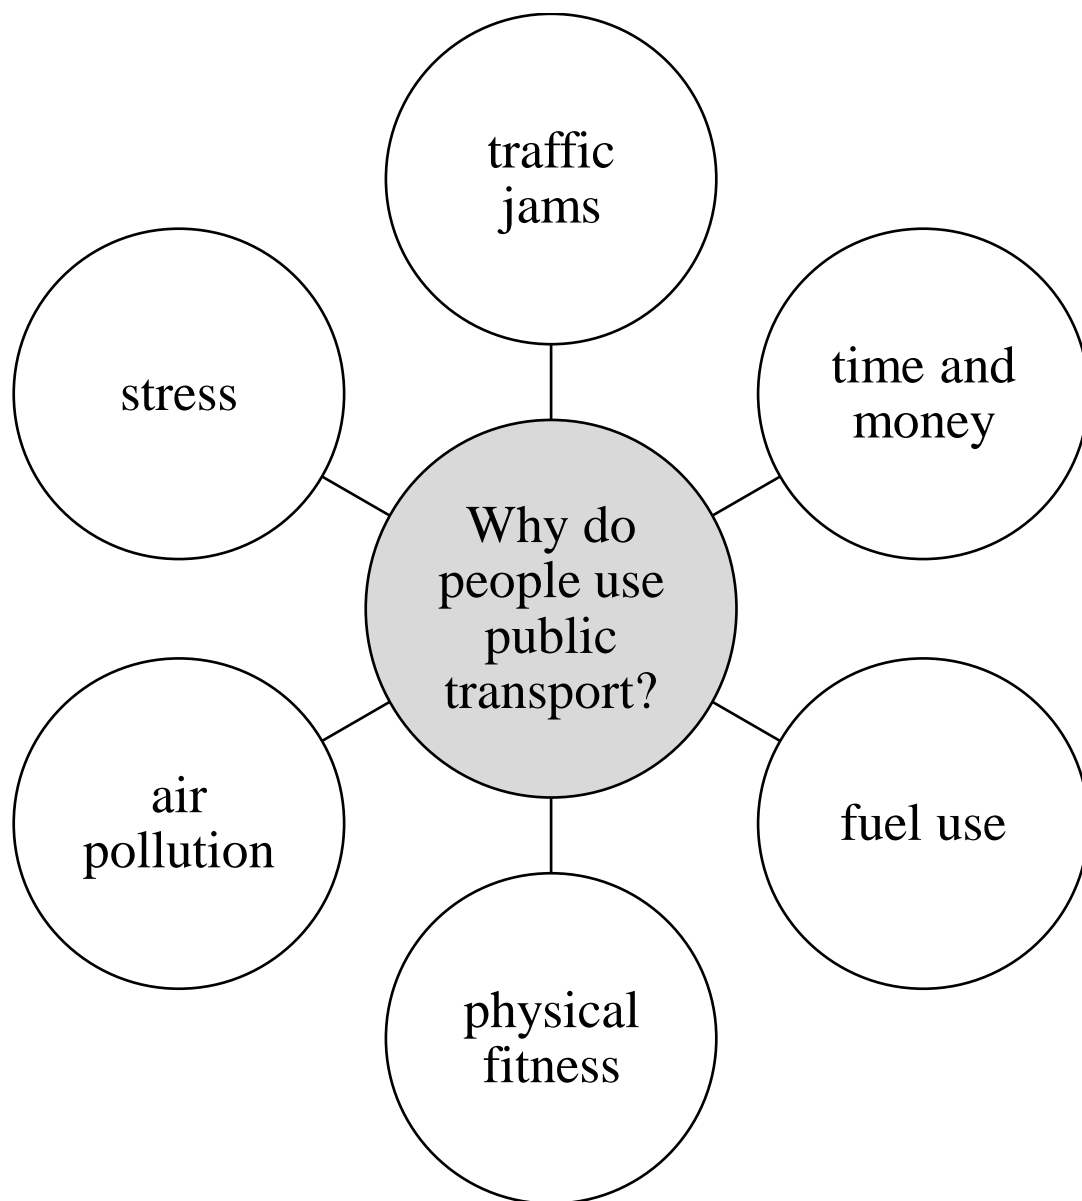 traffic
jams
stress
time and
money
Why do
people use
public
transport?
air
pollution
fuel use
physical
fitness